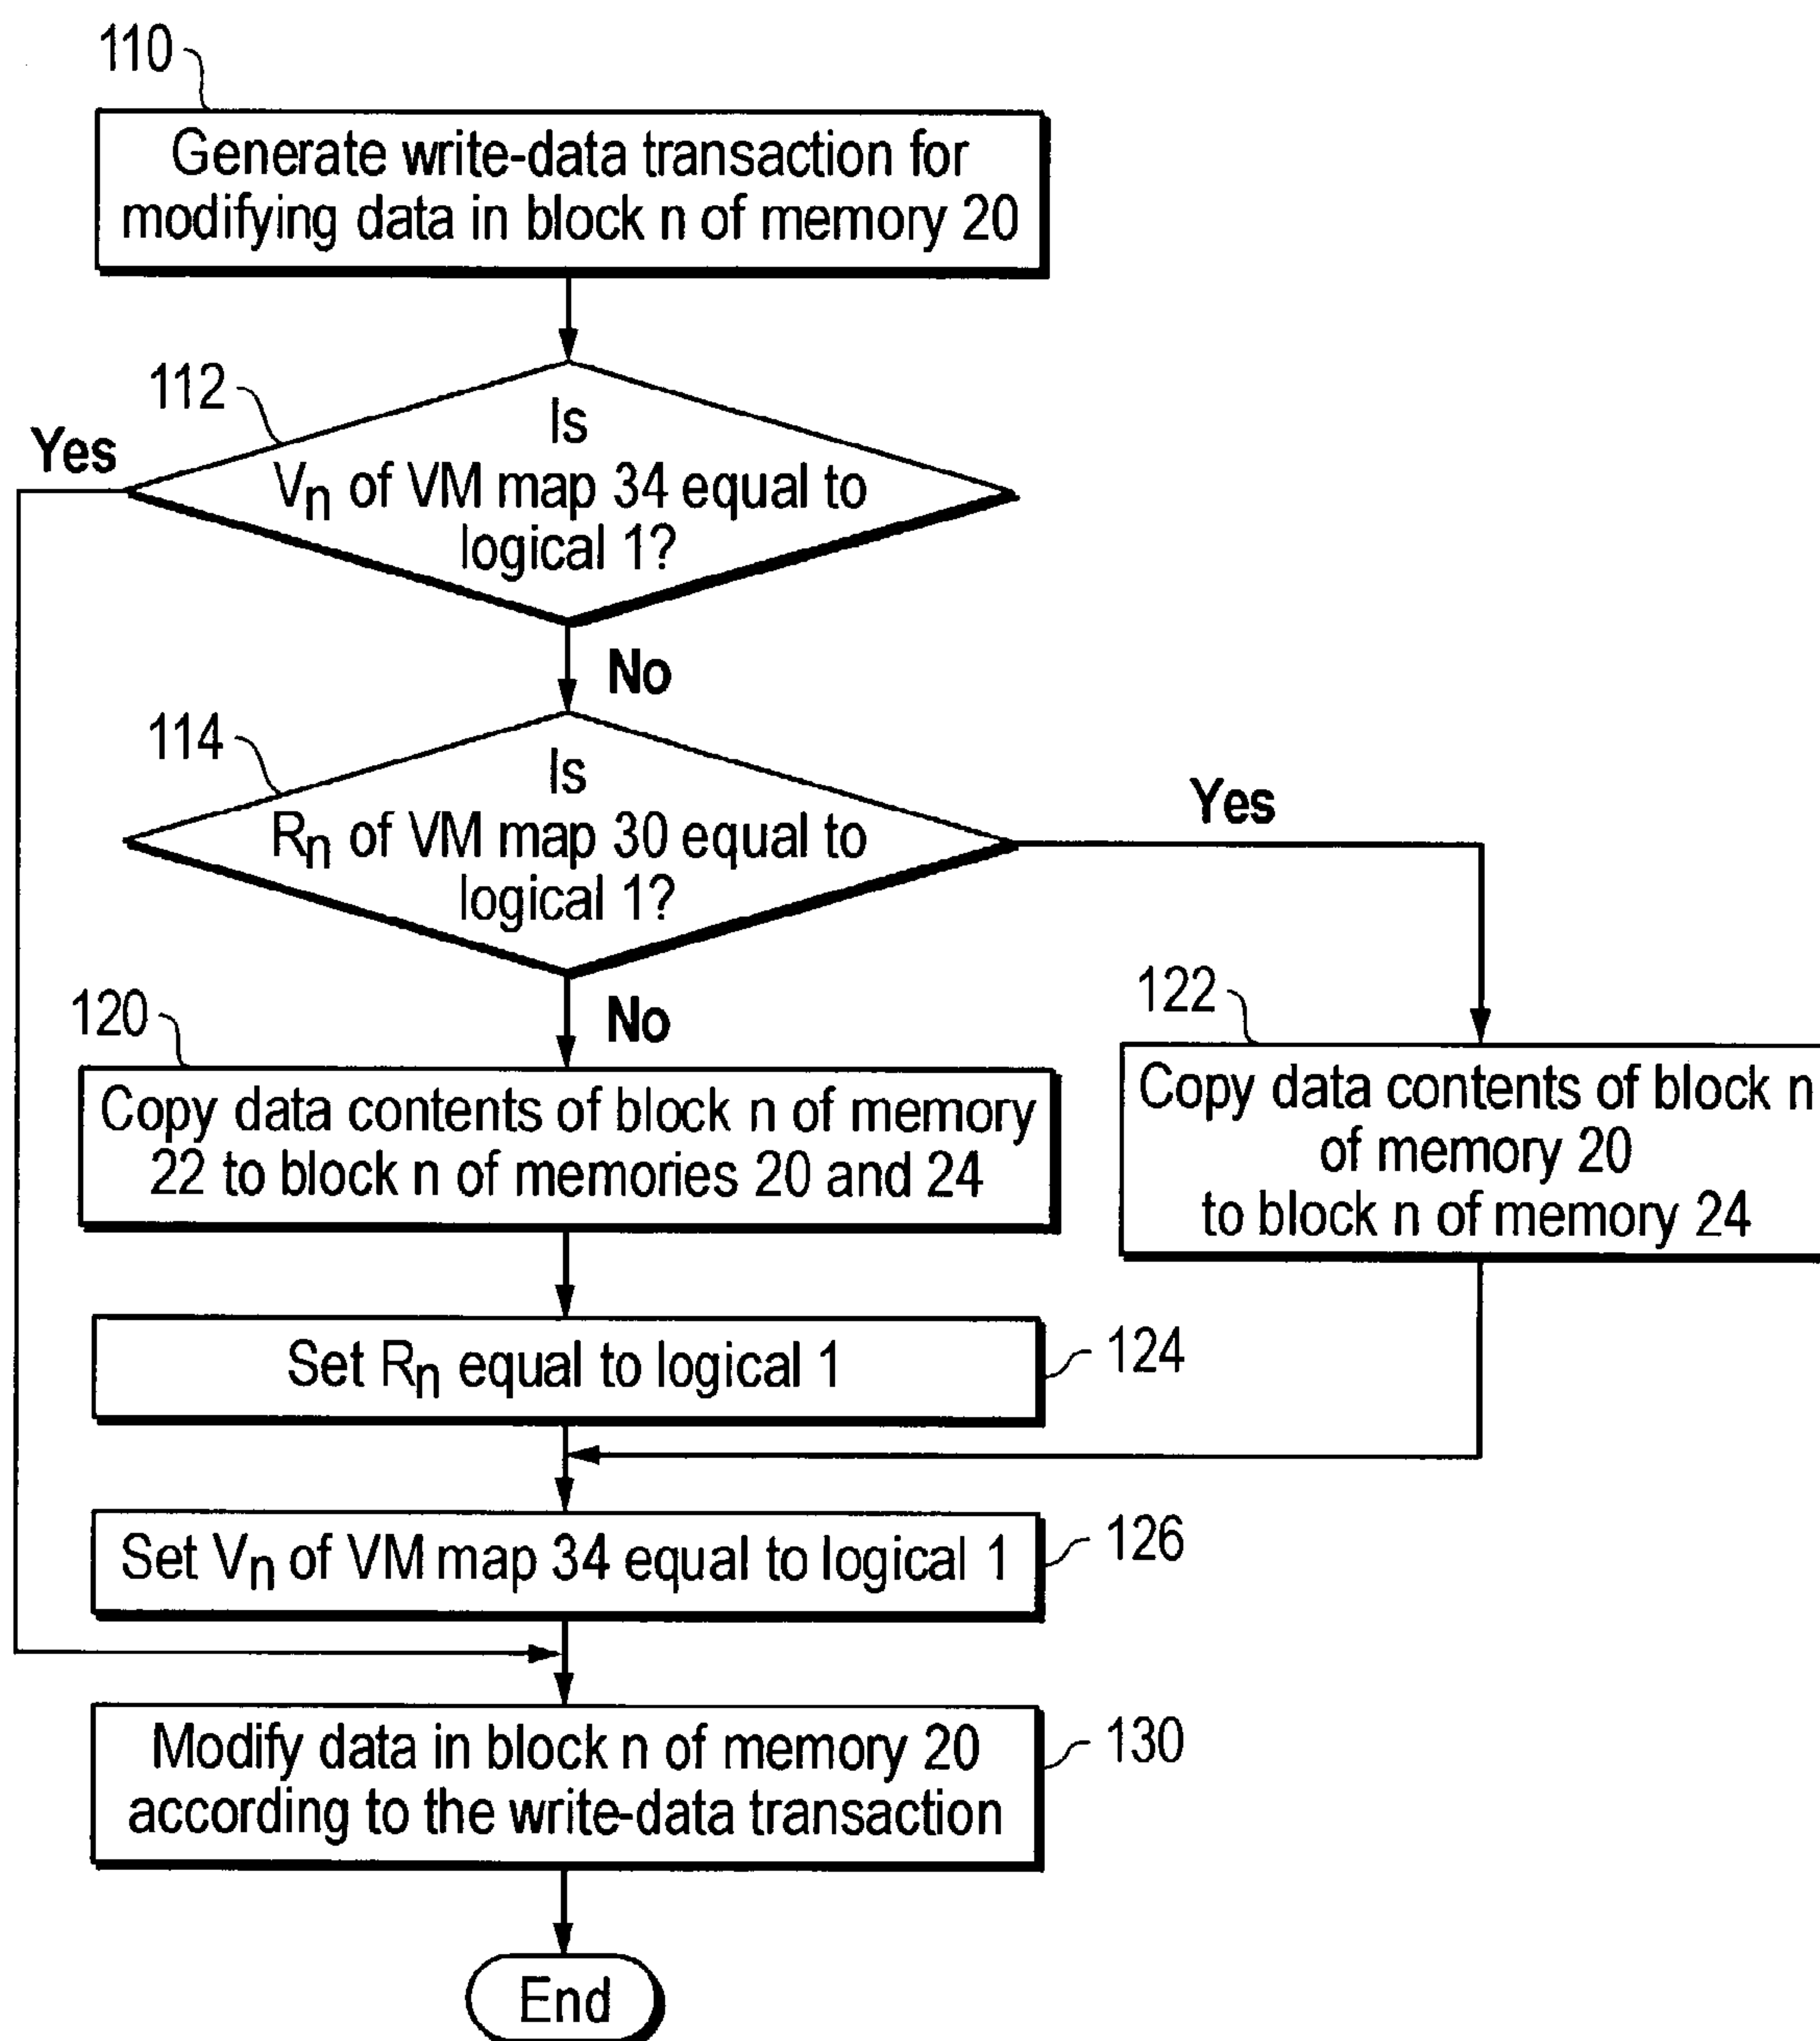 110
Generate write-data transaction for
modifying data in block n of memory 20
112
Yes
Is
Vn of VM map 34 equal to
logical 1?
No
114
Is
Rn of VM map 30 equal to
logical 1?
Yes
No
120
Copy data contents of block n of memory
22 to block n of memories 20 and 24
122
Copy data contents of block n
of memory 20
to block n of memory 24
Set Rn equal to logical 1
124
Set Vn of VM map 34 equal to logical 1
126
Modify data in block n of memory 20
according to the write-data transaction
130
End